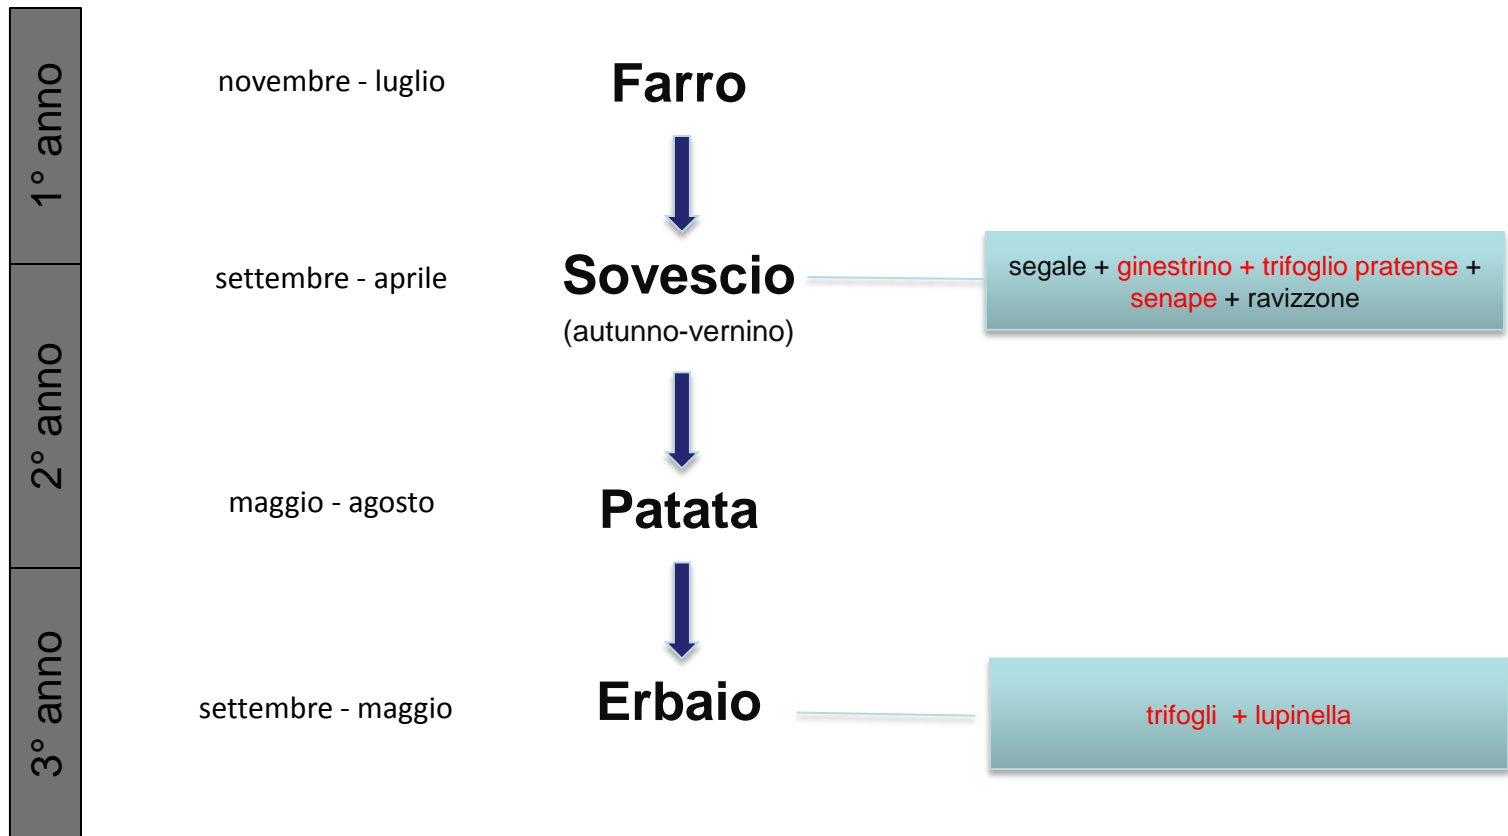 1° anno
novembre - luglio
Farro
settembre - aprile
Sovescio
(autunno-vernino)
segale + ginestrino + trifoglio pratense +
senape + ravizzone
2° anno
maggio - agosto
Patata
3° anno
settembre - maggio
Erbaio
trifogli + lupinella